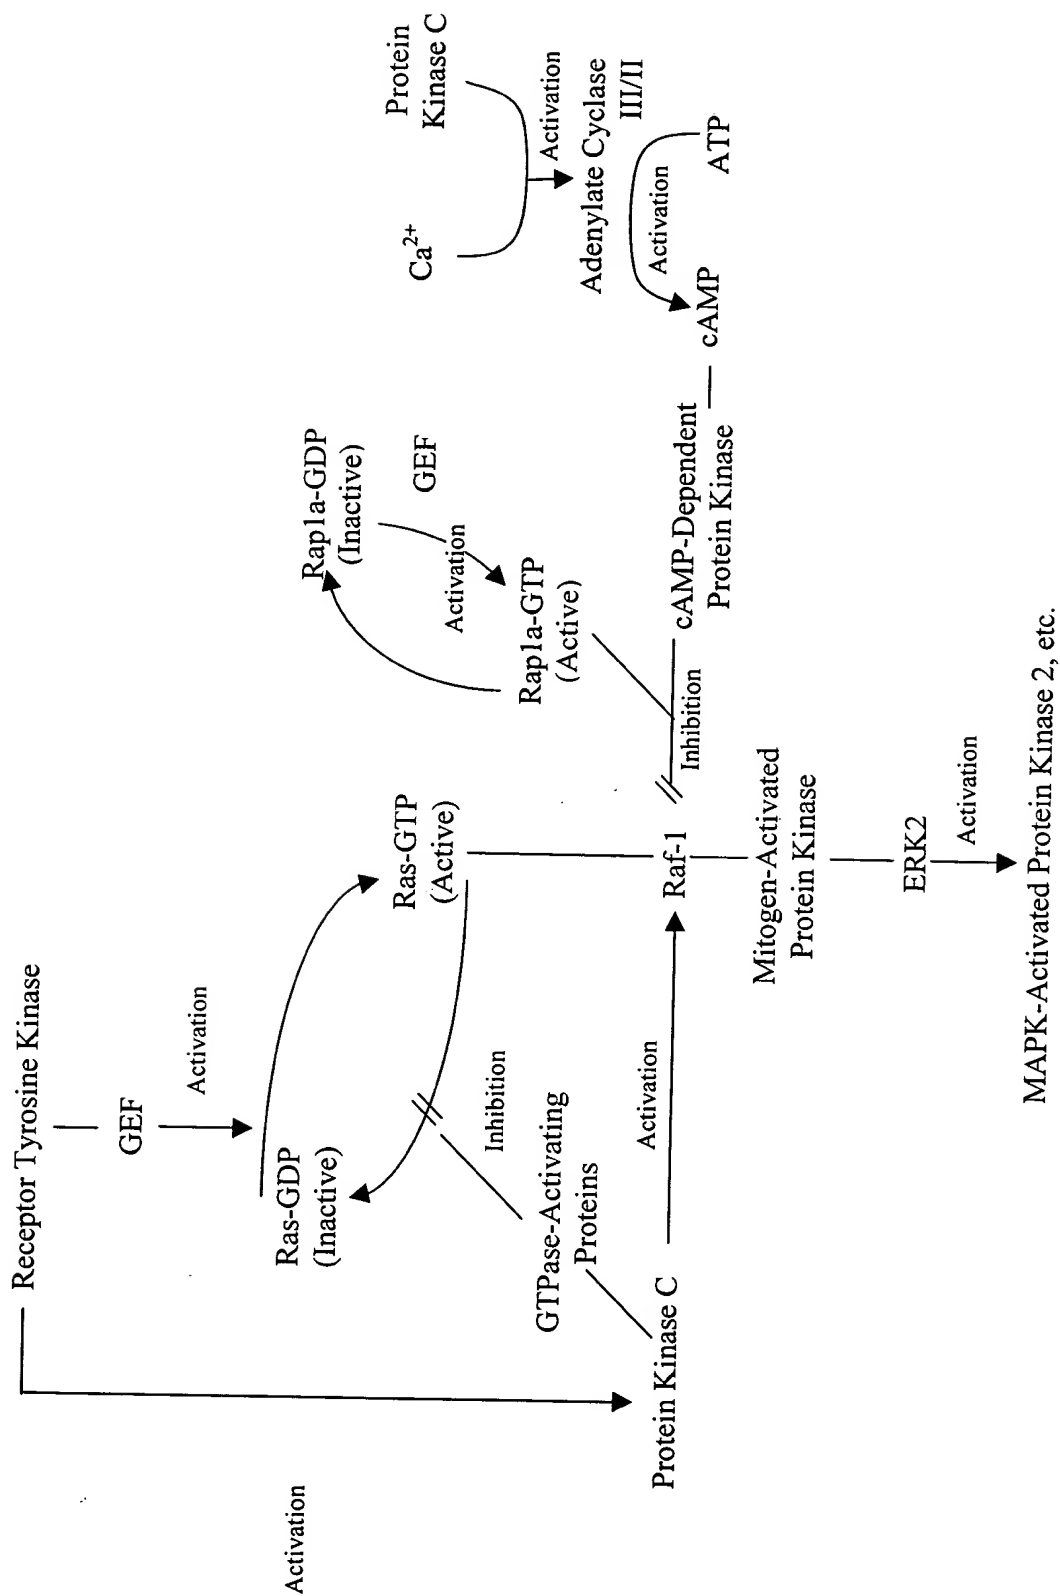 Receptor Tyrosine Kinase
GEF
Activation
Activation
Ras-GDP
(Inactive)
Ras-GTP
(Active)
Inhibition
GTPase-Activating
Proteins
Protein Kinase C
Activation
Raf-1
Rap1a-GDP
(Inactive)
GEF
Activation
Rap1a-GTP
(Active)
Inhibition
cAMP-Dependent
Protein Kinase
Ca2+
Protein
Kinase C
Activation
Adenylate Cyclase
III/II
Activation
cAMP
ATP
Mitogen-Activated
Protein Kinase
ERK2
Activation
MAPK-Activated Protein Kinase 2, etc.